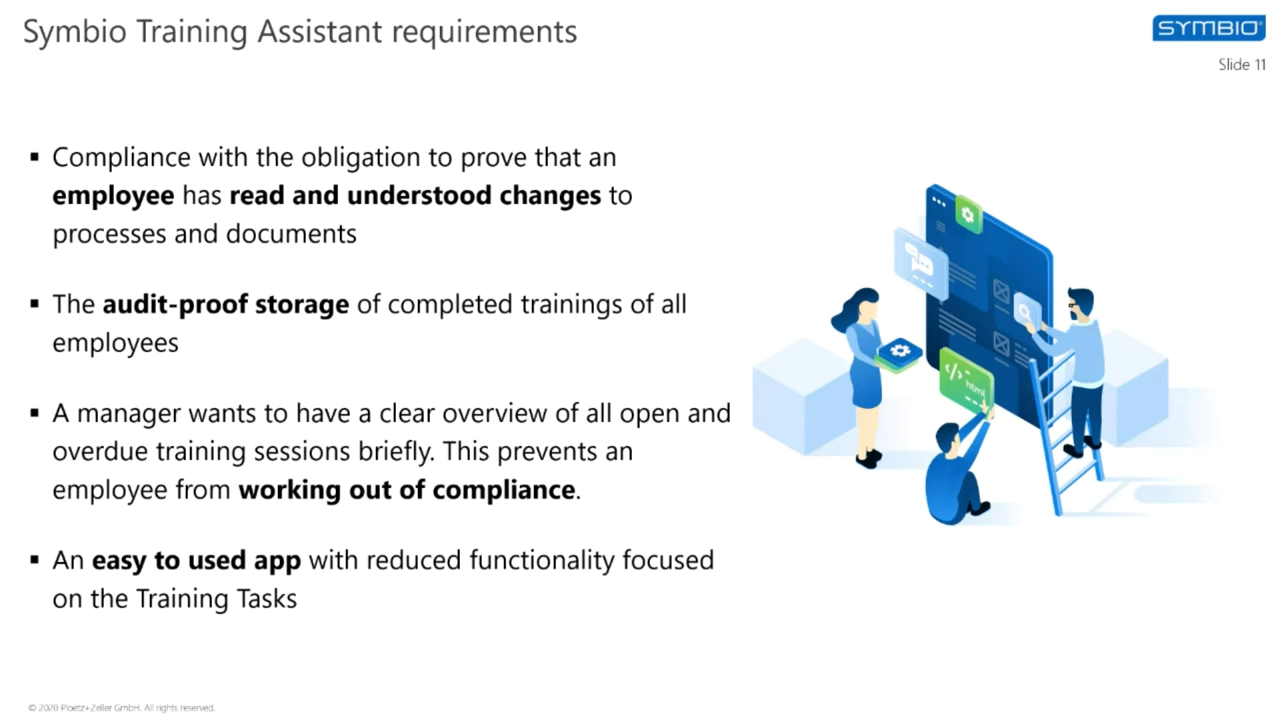 Symbio Training Assistant requirements
SYMBIO
Slide 11
▪ Compliance with the obligation to prove that an
employee has read and understood changes to
processes and documents
▪ The audit-proof storage of completed trainings of all
employees
▪ A manager wants to have a clear overview of all open and
overdue training sessions briefly. This prevents an
employee from working out of compliance.
▪ An easy to used app with reduced functionality focused
on the Training Tasks
</>
html
© 2020 Ploetz+Zeller GmbH. All rights reserved.